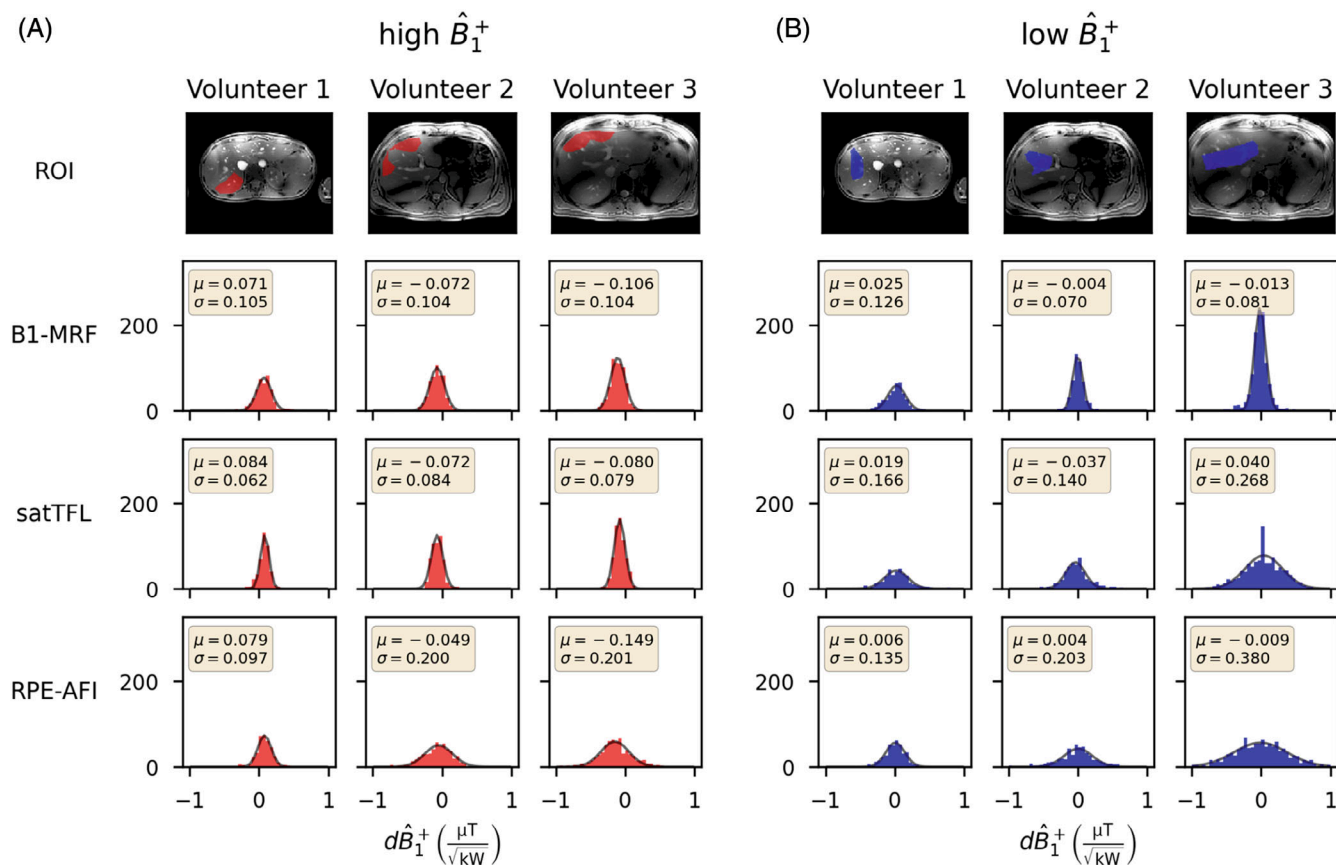 (A)
high B̂₁⁺
(B)
low B̂₁⁺
Volunteer 1 Volunteer 2 Volunteer 3 Volunteer 1 Volunteer 2 Volunteer 3
ROI
B1-MRF
200
0
μ = 0.071
σ = 0.105
μ = − 0.072
σ = 0.104
μ = − 0.106
σ = 0.104
μ = 0.025
σ = 0.126
μ = − 0.004
σ = 0.070
μ = − 0.013
σ = 0.081
satTFL
200
0
μ = 0.084
σ = 0.062
μ = − 0.072
σ = 0.084
μ = − 0.080
σ = 0.079
μ = 0.019
σ = 0.166
μ = − 0.037
σ = 0.140
μ = 0.040
σ = 0.268
RPE-AFI
200
0
μ = 0.079
σ = 0.097
μ = − 0.049
σ = 0.200
μ = − 0.149
σ = 0.201
μ = 0.006
σ = 0.135
μ = 0.004
σ = 0.203
μ = − 0.009
σ = 0.380
−1 0 1 −1 0 1 −1 0 1 −1 0 1 −1 0 1 −1 0 1
dB̂₁⁺ (μT/√kW)
dB̂₁⁺ (μT/√kW)